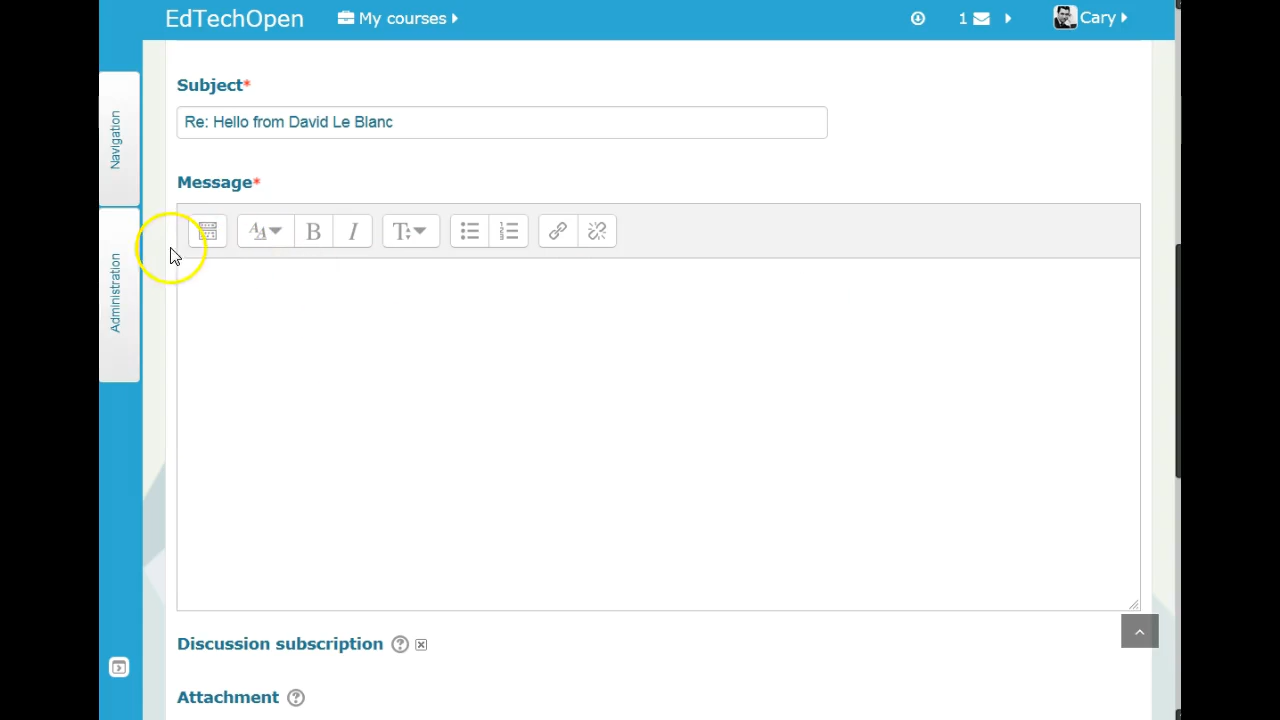 EdTechOpen My courses 1 Cary
Navigation
Administration
Subject*
Re: Hello from David Le Blanc
Message*
Discussion subscription
Attachment